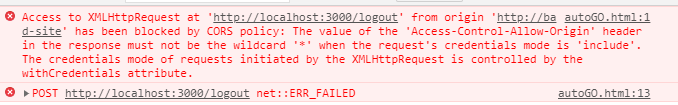 Access to XMLHttpRequest at 'http://localhost:3000/logout' from origin 'http://ba autoGO.html:1
d-site' has been blocked by CORS policy: The value of the 'Access-Control-Allow-Origin' header
in the response must not be the wildcard '*' when the request's credentials mode is 'include'.
The credentials mode of requests initiated by the XMLHttpRequest is controlled by the
withCredentials attribute.
POST http://localhost:3000/logout net::ERR_FAILED autoGO.html:13